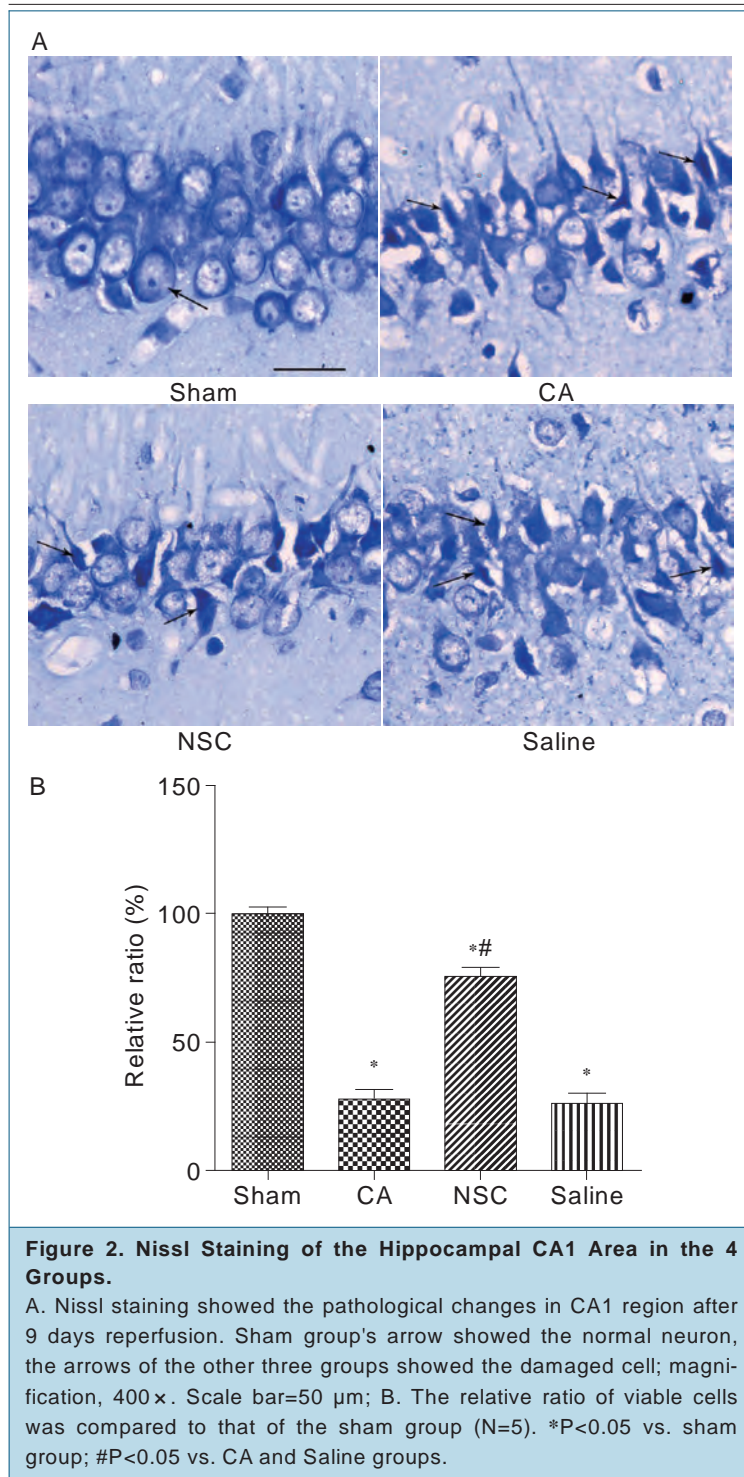 A
Sham
CA
NSC
Saline
B
Relative ratio (%)
150
100
50
0
*
*#
*
Sham
CA
NSC
Saline
Figure 2. Nissl Staining of the Hippocampal CA1 Area in the 4
Groups.
A. Nissl staining showed the pathological changes in CA1 region after
9 days reperfusion. Sham group's arrow showed the normal neuron,
the arrows of the other three groups showed the damaged cell; magni-
fication, 400×. Scale bar=50 μm; B. The relative ratio of viable cells
was compared to that of the sham group (N=5). *P<0.05 vs. sham
group; #P<0.05 vs. CA and Saline groups.